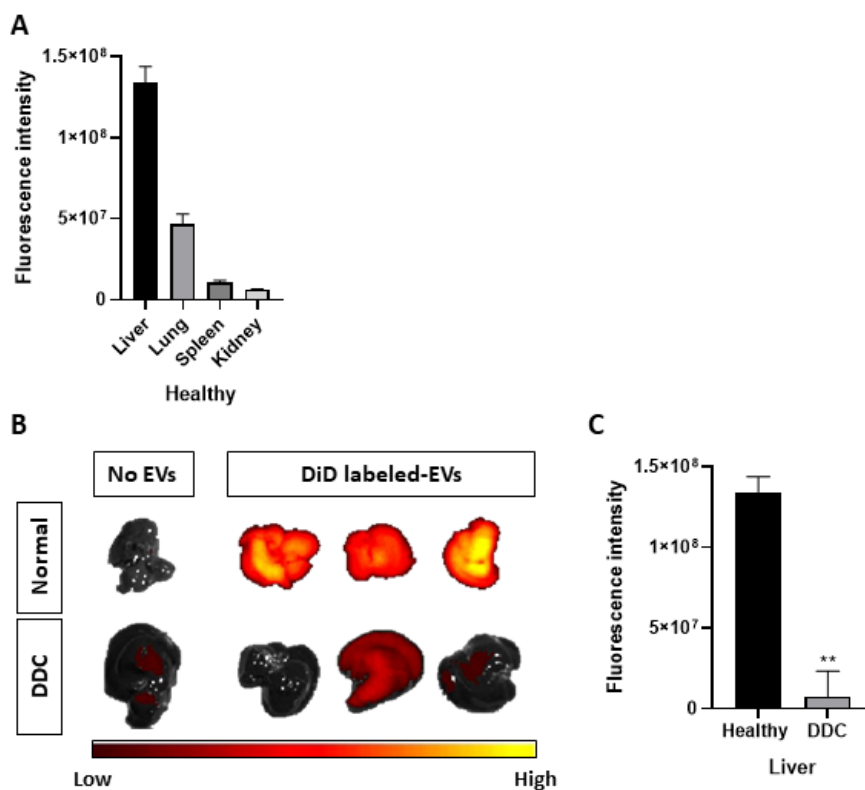 A
Fluorescence intensity
1.5×10⁸
1×10⁸
5×10⁷
0
Liver
Lung
Spleen
Kidney
Healthy
B
No EVs
DiD labeled-EVs
Normal
DDC
Low
High
C
Fluorescence intensity
1.5×10⁸
1×10⁸
5×10⁷
0
**
Healthy DDC
Liver